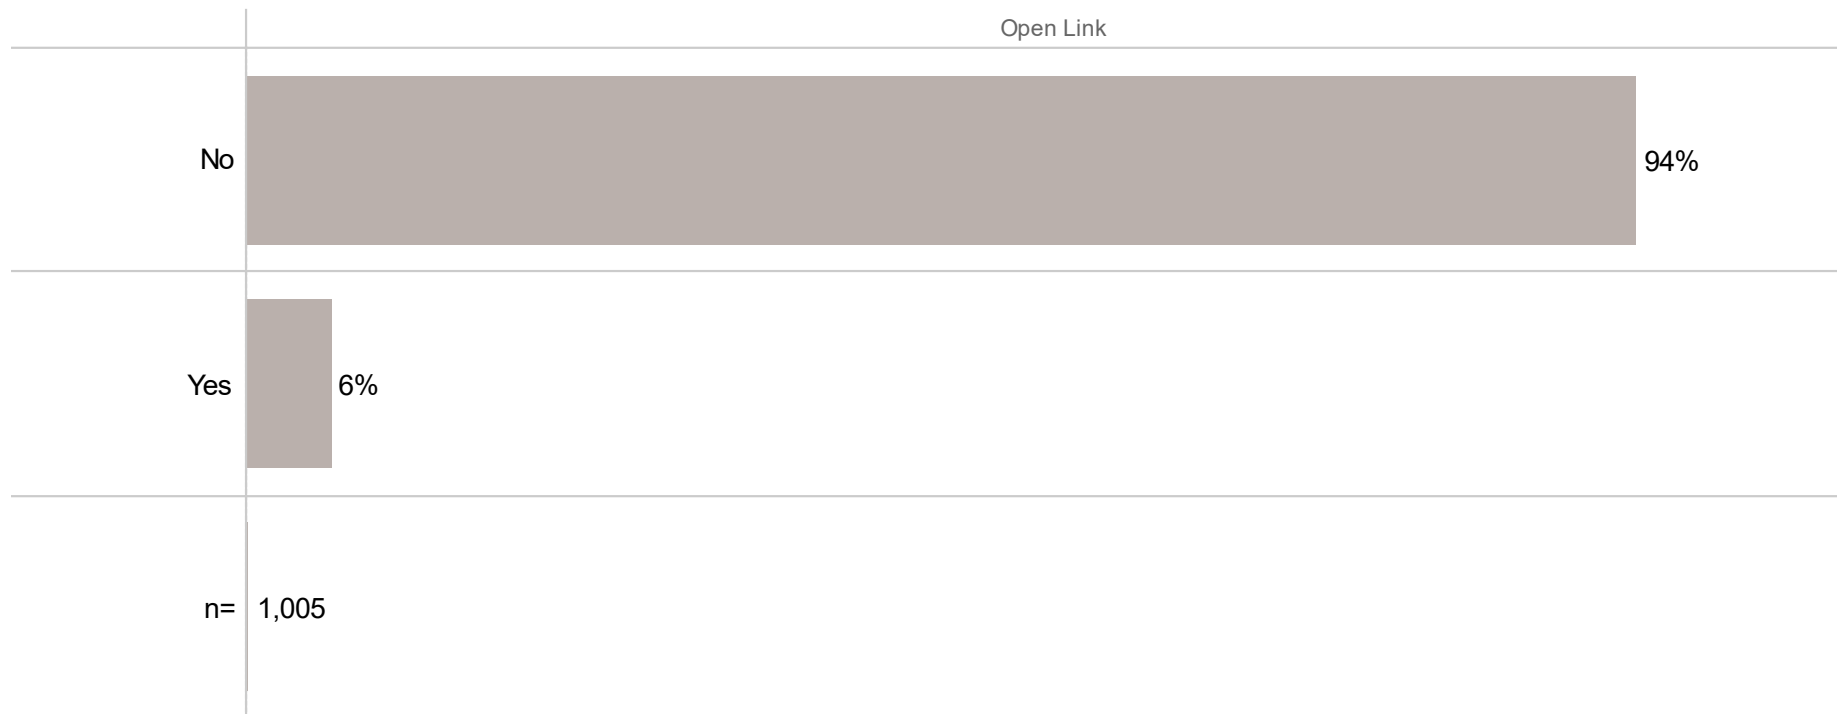 Open Link
No 94%
Yes 6%
n= 1,005